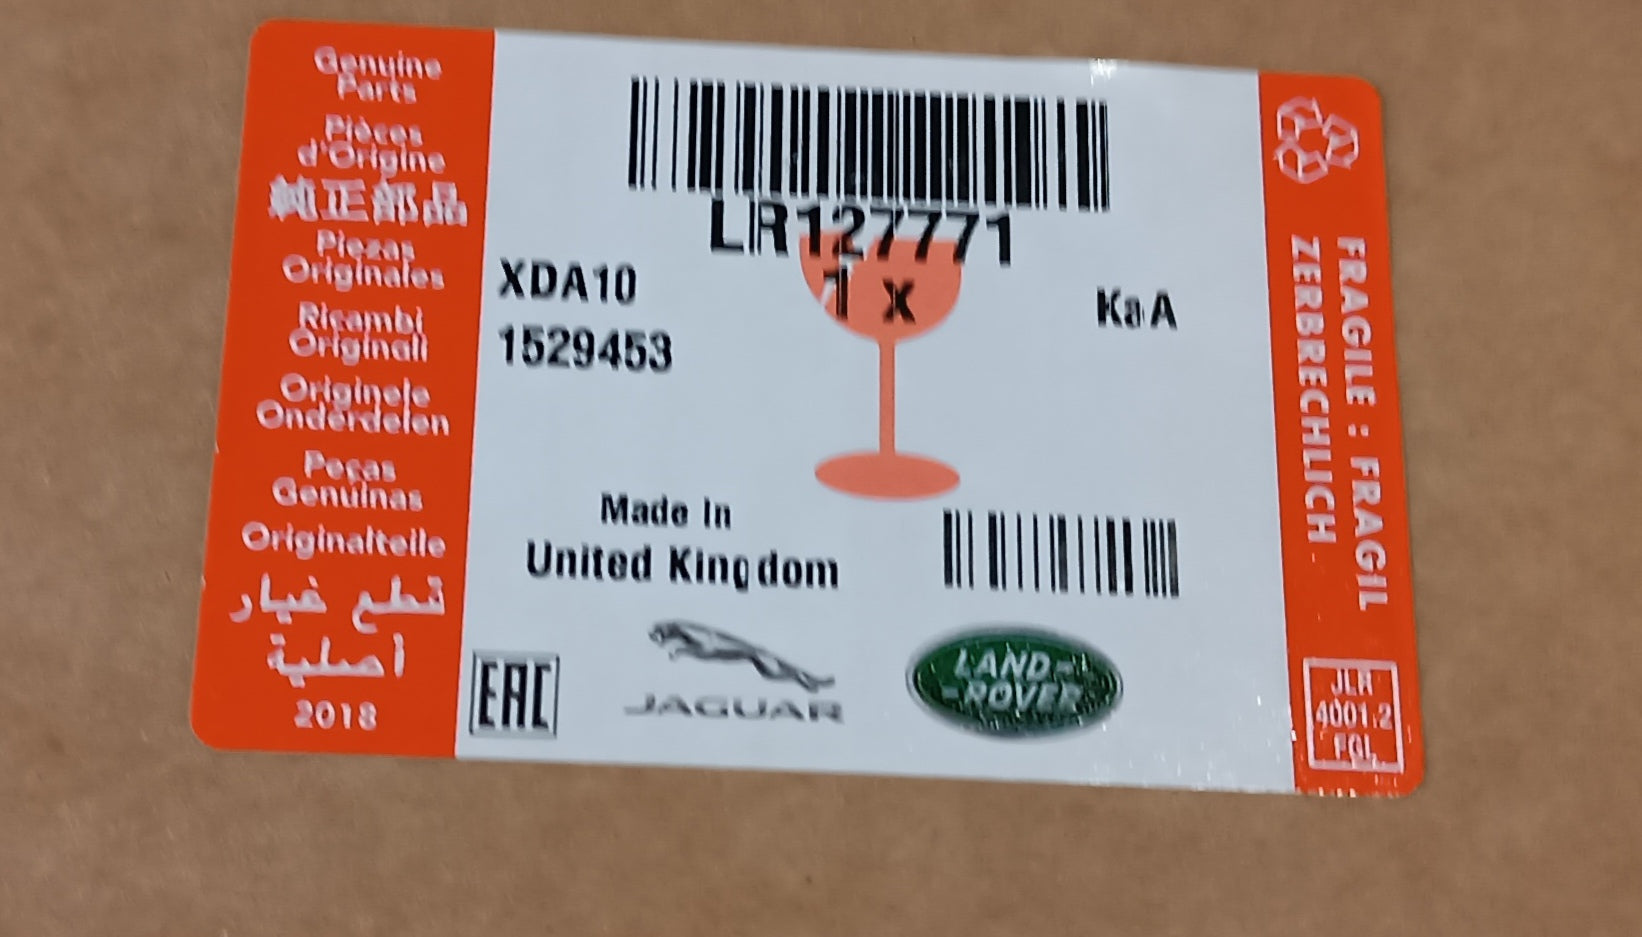 Genuine
Parts
Pièces
d'Origine
純正部品
Piezas
Originales
Ricambi
Originali
Originele
Onderdelen
Peças
Genuínas
Originalteile
قطع غيار
أصلية
2018
LR127771
1 x
XDA10
KaA
1529453
Made in
United Kingdom
EAC
JAGUAR
LAND-
-ROVER
FRAGILE : FRAGIL
ZERBRECHLICH
JLR
4001.2
FGL